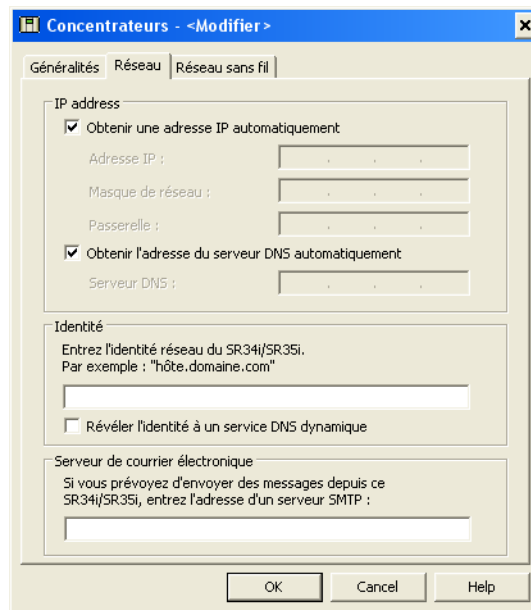 Concentrateurs - <Modifier>
Généralités Réseau Réseau sans fil
IP address
Obtenir une adresse IP automatiquement
Adresse IP :
Masque de réseau :
Passerelle :
Obtenir l'adresse du serveur DNS automatiquement
Serveur DNS :
Identité
Entrez l'identité réseau du SR34i/SR35i.
Par exemple : "hôte.domaine.com"
Révéler l'identité à un service DNS dynamique
Serveur de courrier électronique
Si vous prévoyez d'envoyer des messages depuis ce
SR34i/SR35i, entrez l'adresse d'un serveur SMTP :
OK Cancel Help